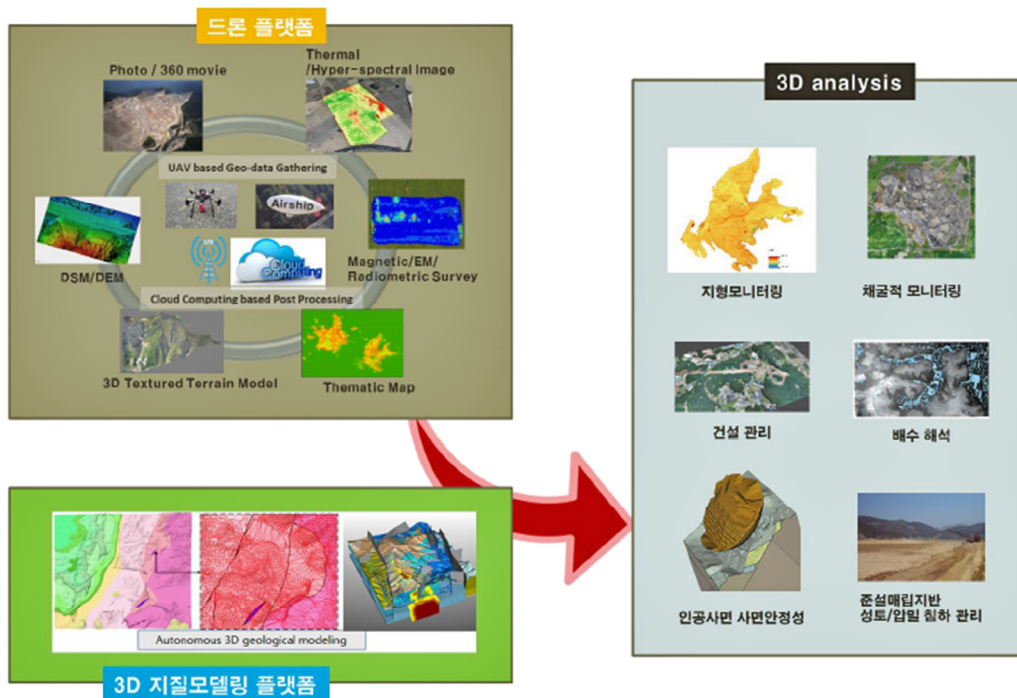 드론 플랫폼
Photo / 360 movie
Thermal
/Hyper-spectral Image
UAV based Geo-data Gathering
Airship
LTE
Cloud
Computing
DSM/DEM
Magnetic/EM/
Radiometric Survey
Cloud Computing based Post Processing
3D Textured Terrain Model
Thematic Map
Autonomous 3D geological modeling
3D 지질모델링 플랫폼
3D analysis
지형모니터링
채굴적 모니터링
건설 관리
배수 해석
인공사면 사면안정성
준설매립지반
성토/압밀 침하 관리